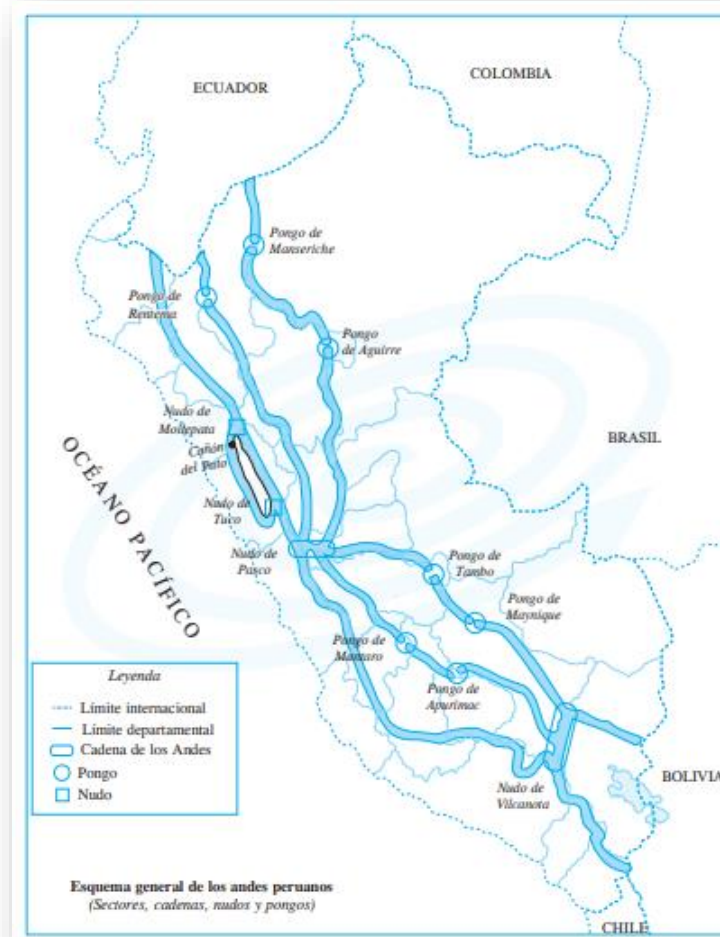 ECUADOR
COLOMBIA
Pongo de
Manseriche
Pongo de
Rentema
Pongo
de Aguirre
Nudo de
Mollepata
Cañón
del Pato
BRASIL
OCÉANO PACÍFICO
Nudo de
Tuco
Nudo de
Pasco
Pongo de
Tambo
Pongo de
Maynique
Pongo de
Mantaro
Pongo de
Apurimac
Leyenda
Límite internacional
Límite departamental
Cadena de los Andes
Pongo
Nudo
BOLIVIA
Nudo de
Vilcanota
Esquema general de los andes peruanos
(Sectores, cadenas, nudos y pongos)
CHILE